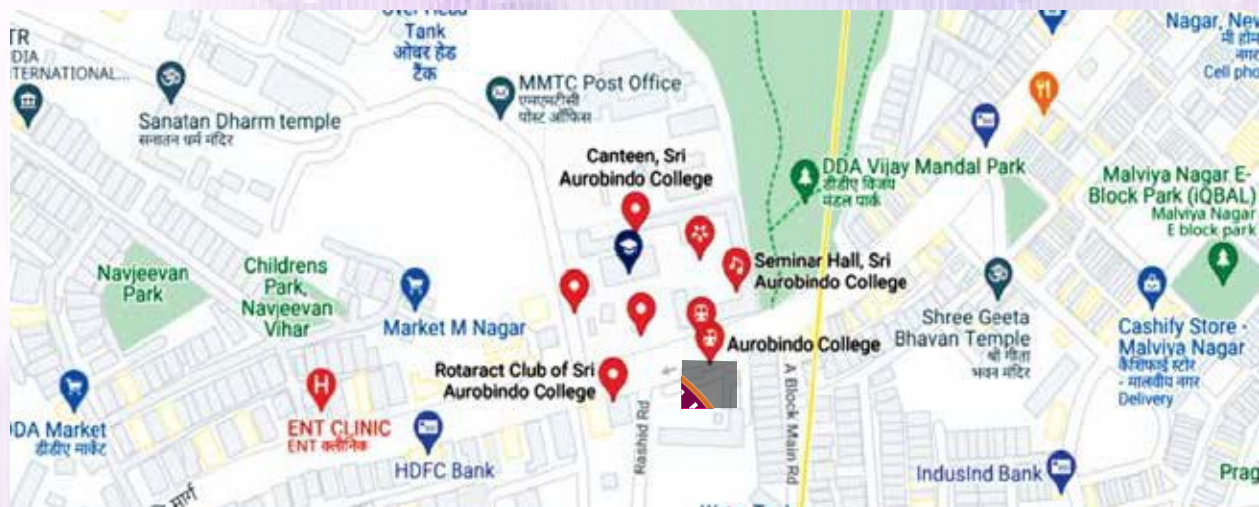 Tank
ओवर हेड
टैंक
Nagar, New
Cell pho
TR
DIA
TERNATIONAL...
Sanatan Dharm temple
सनातन धर्म मंदिर
MMTC Post Office
एमएमटीसी
पोस्ट ऑफिस
Canteen, Sri
Aurobindo College
DDA Vijay Mandal Park
डीडीए विजय
मंडल पार्क
Malviya Nagar E-
Block Park (iQBAL)
Malviya Nagar
E block park
Navjeevan
Park
Childrens
Park,
Navjeevan
Vihar
Market M Nagar
Seminar Hall, Sri
Aurobindo College
Shree Geeta
Bhavan Temple
श्री गीता
भवन मंदिर
Cashify Store -
Malviya Nagar
कैशिफाई स्टोर
- मालवीय नगर
Delivery
Aurobindo College
Rotaract Club of Sri
Aurobindo College
Rashid Rd
A Block Main Rd
DDA Market
डीडीए मार्केट
ENT CLINIC
ENT क्लीनिक
HDFC Bank
IndusInd Bank
Prag
मार्ग